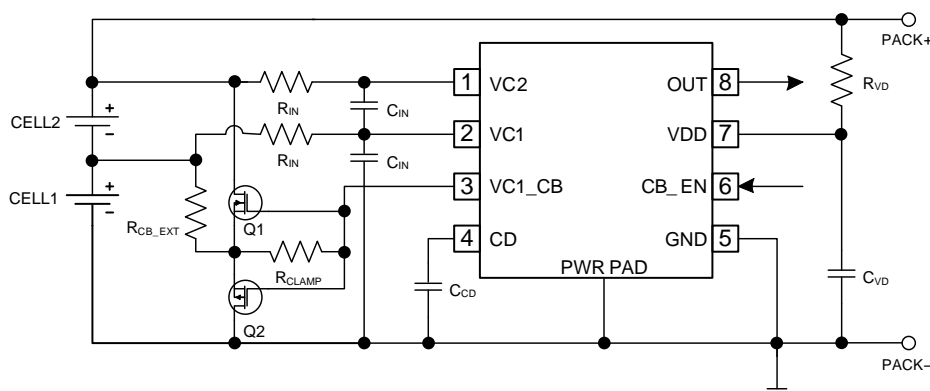 PACK+
CELL2
+
–
CELL1
+
–
R_IN
R_IN
C_IN
C_IN
R_CB_EXT
Q1
R_CLAMP
Q2
C_CD
1 VC2
2 VC1
3 VC1_CB
4 CD
OUT 8
VDD 7
CB_EN 6
GND 5
PWR PAD
R_VD
C_VD
PACK–